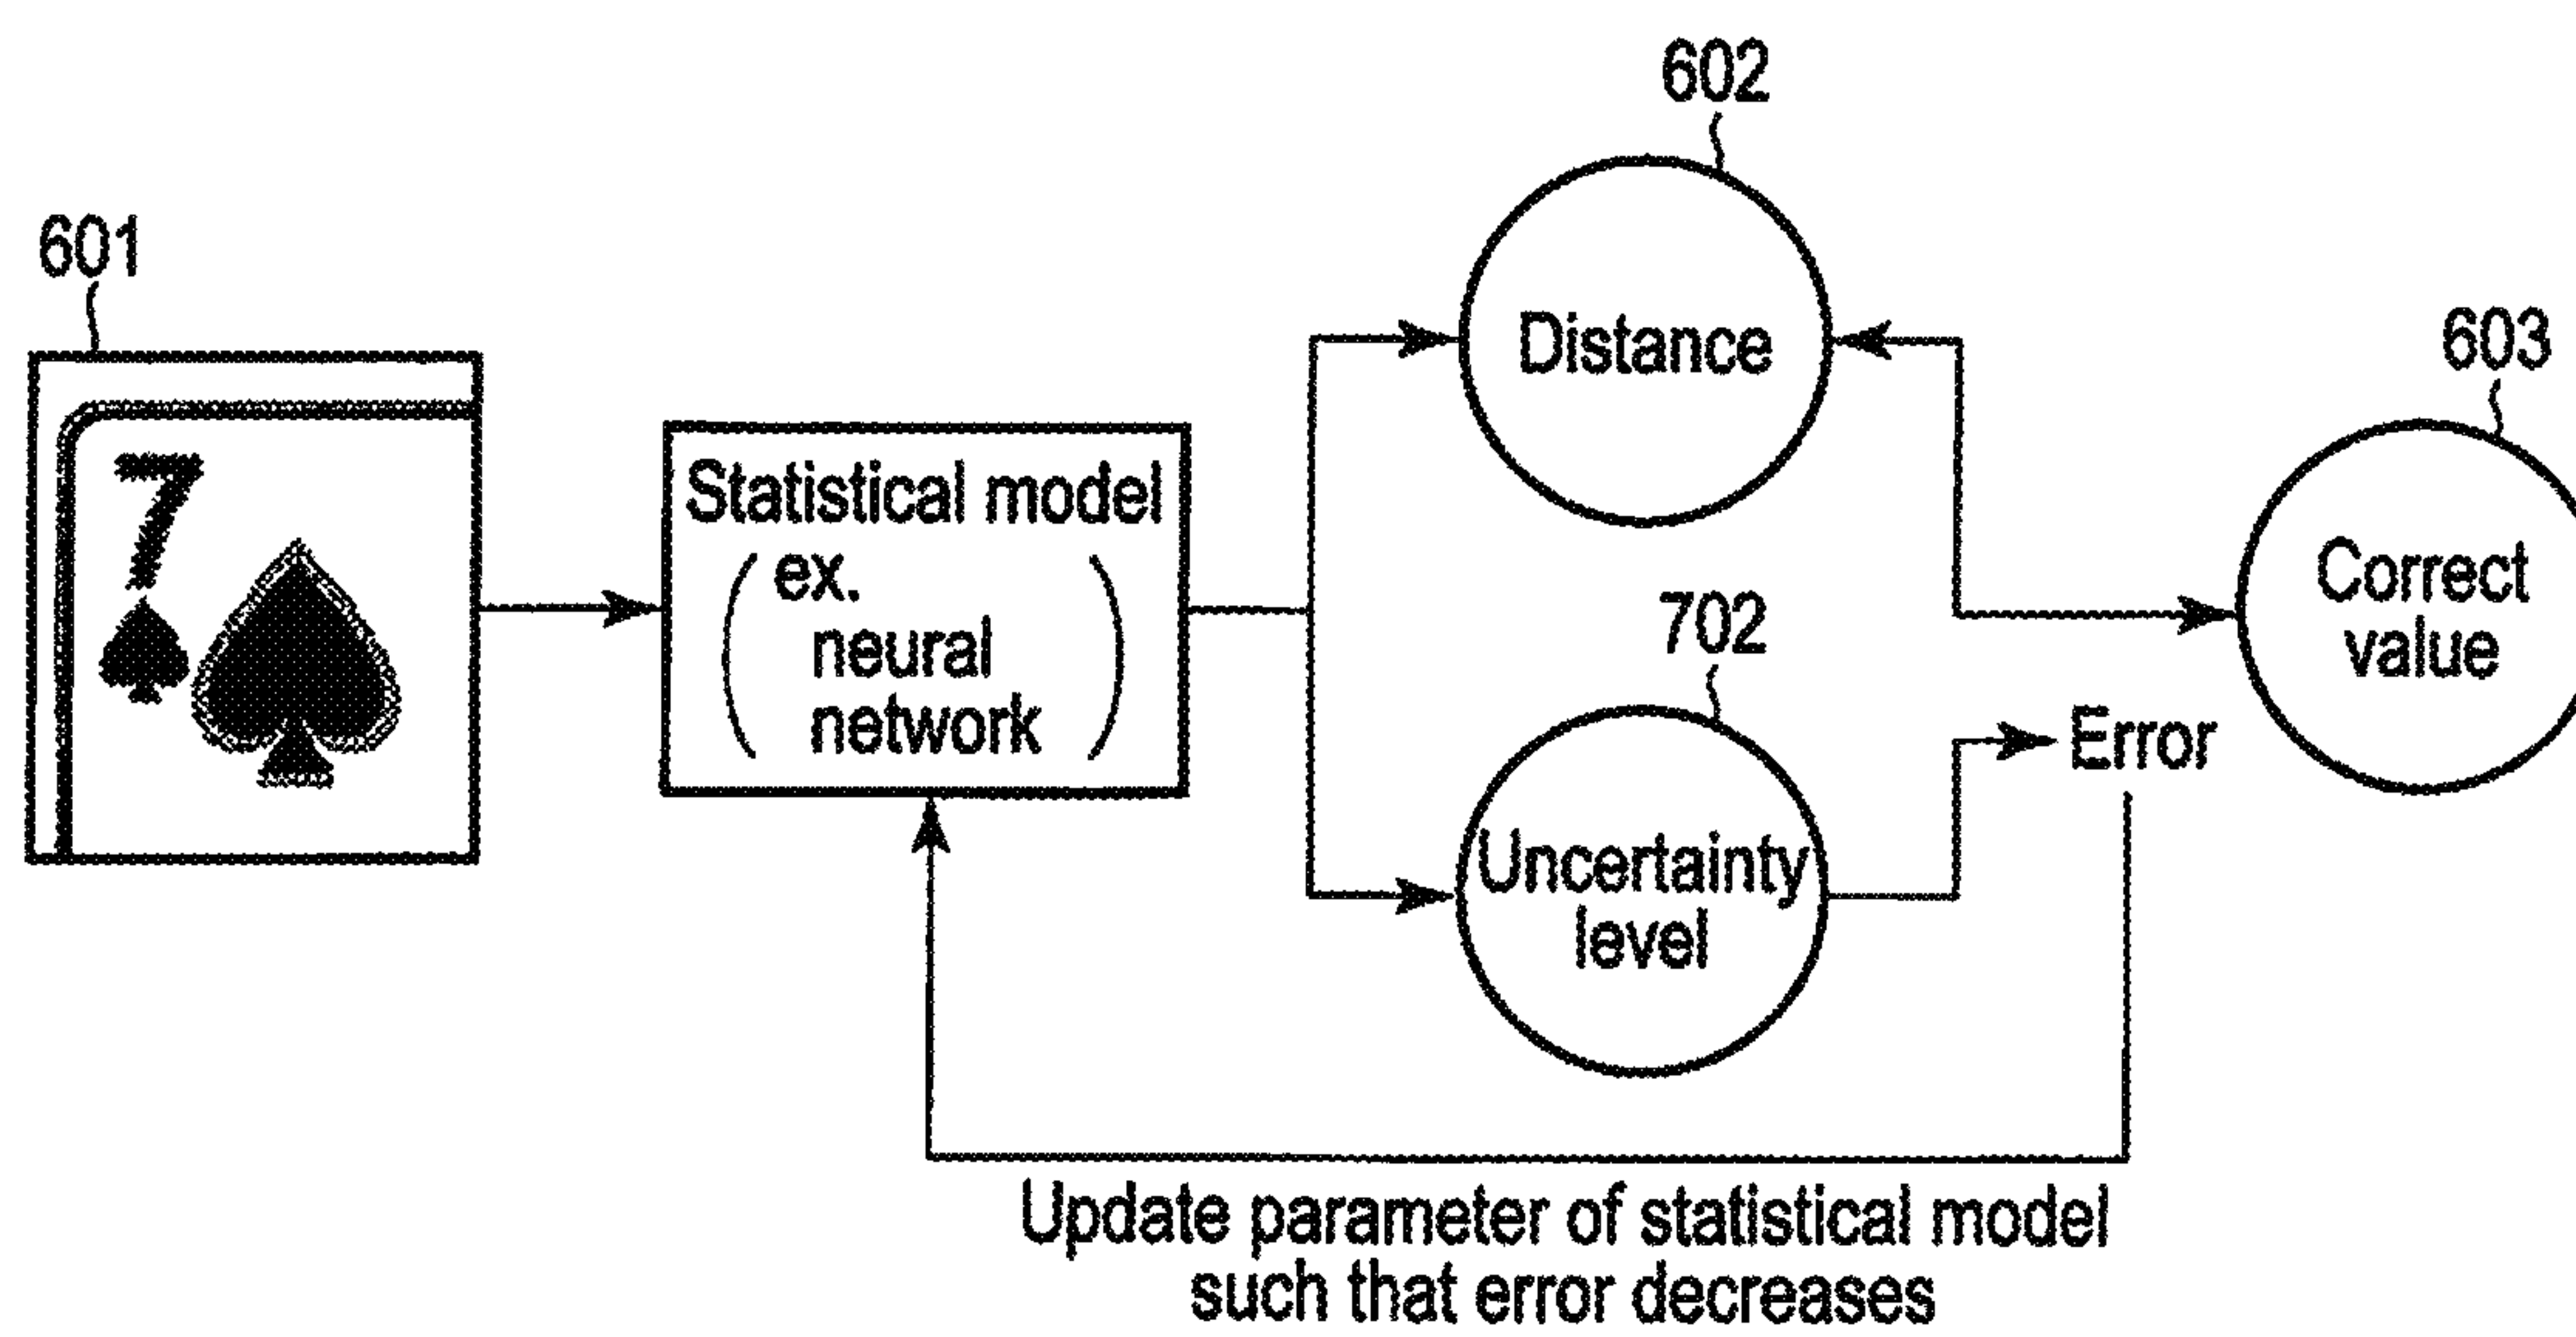 602
601
603
7
Distance
Statistical model
ex.
neural
network
Correct
value
702
Error
Uncertainty
level
Update parameter of statistical model
such that error decreases